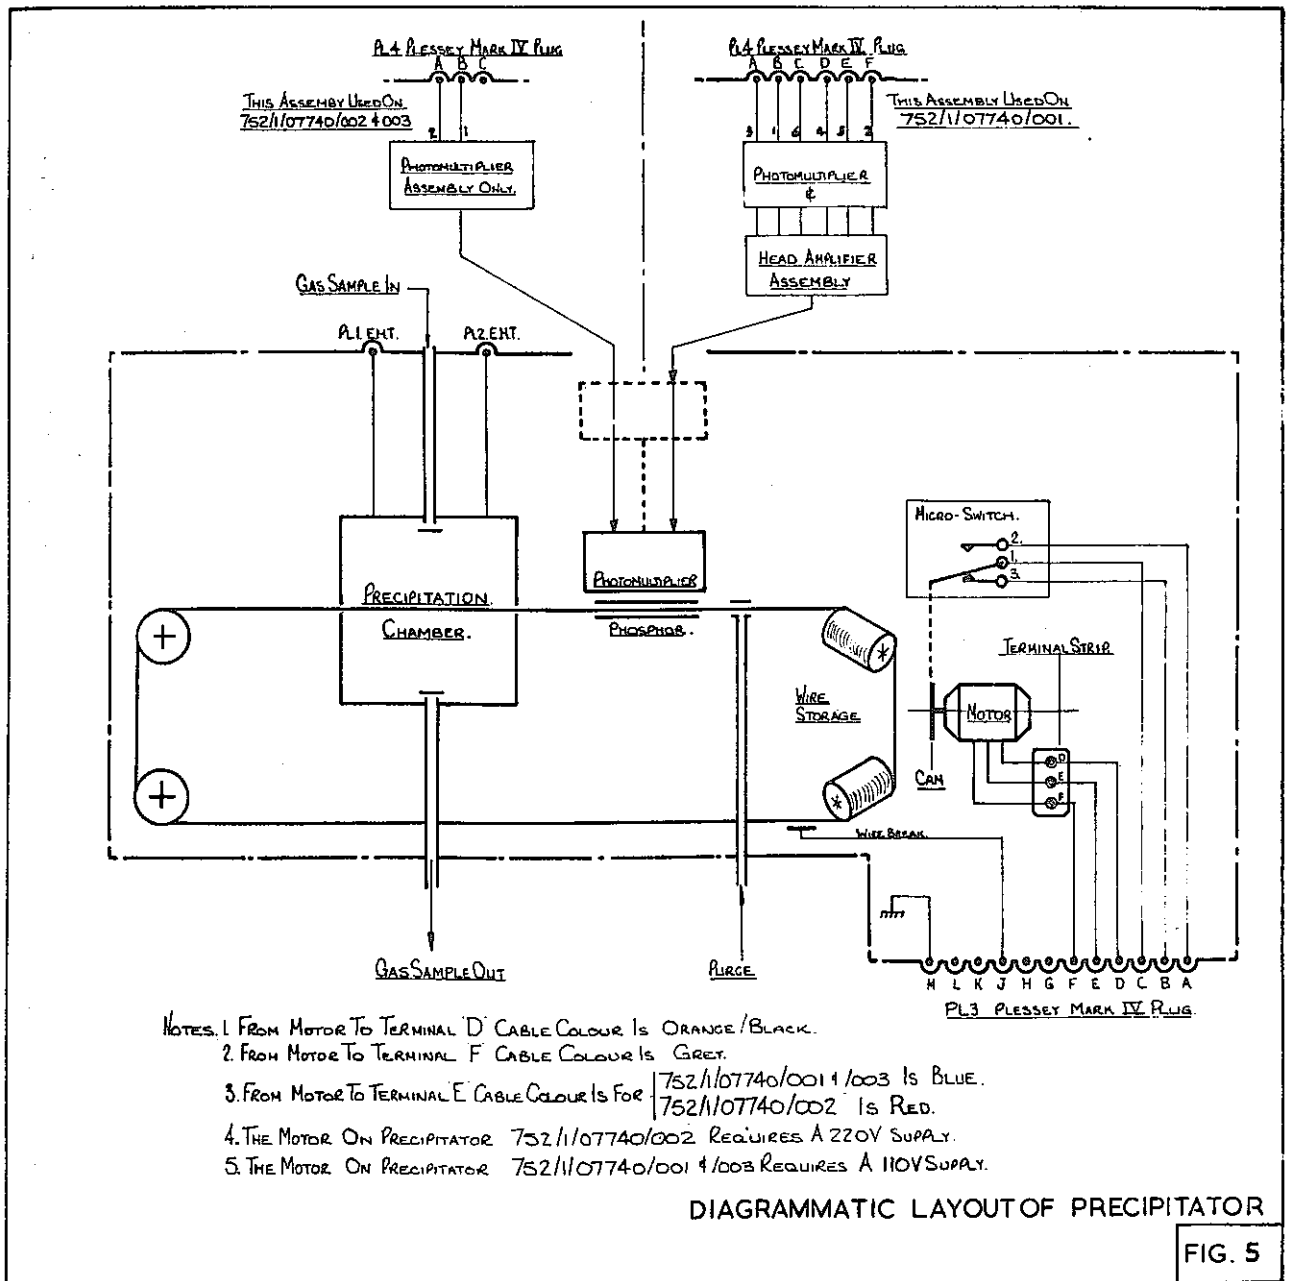 PL4 PLESSEY MARK IV PLUG
A B C
THIS ASSEMBY USED ON
752/1/07740/002 & 003
2 1
PHOTOMULTIPLIER
ASSEMBLY ONLY.
PL4 PLESSEY MARK IV PLUG
A B C D E F
THIS ASSEMBLY USED ON
752/1/07740/001.
3 1 6 4 5 2
PHOTOMULTIPLIER
&
HEAD AMPLIFIER
ASSEMBLY
GAS SAMPLE IN
PL1. EHT.
PL2. EHT.
MICRO-SWITCH.
2.
1.
3.
PRECIPITATION
CHAMBER.
PHOTOMULTIPLIER
PHOSPHOR.
WIRE
STORAGE
TERMINAL STRIP
MOTOR
CAM
D
E
F
WIRE BREAK.
GAS SAMPLE OUT
PURGE
M L K J H G F E D C B A
PL3 PLESSEY MARK IV PLUG.
NOTES. 1 FROM MOTOR TO TERMINAL 'D' CABLE COLOUR IS ORANGE/BLACK.
2. FROM MOTOR TO TERMINAL F CABLE COLOUR IS GREY.
3. FROM MOTOR TO TERMINAL E CABLE COLOUR IS FOR 752/1/07740/001 & /003 IS BLUE.
752/1/07740/002 IS RED.
4. THE MOTOR ON PRECIPITATOR 752/1/07740/002 REQUIRES A 220V SUPPLY.
5. THE MOTOR ON PRECIPITATOR 752/1/07740/001 & /003 REQUIRES A 110V SUPPLY.
DIAGRAMMATIC LAYOUT OF PRECIPITATOR
FIG. 5